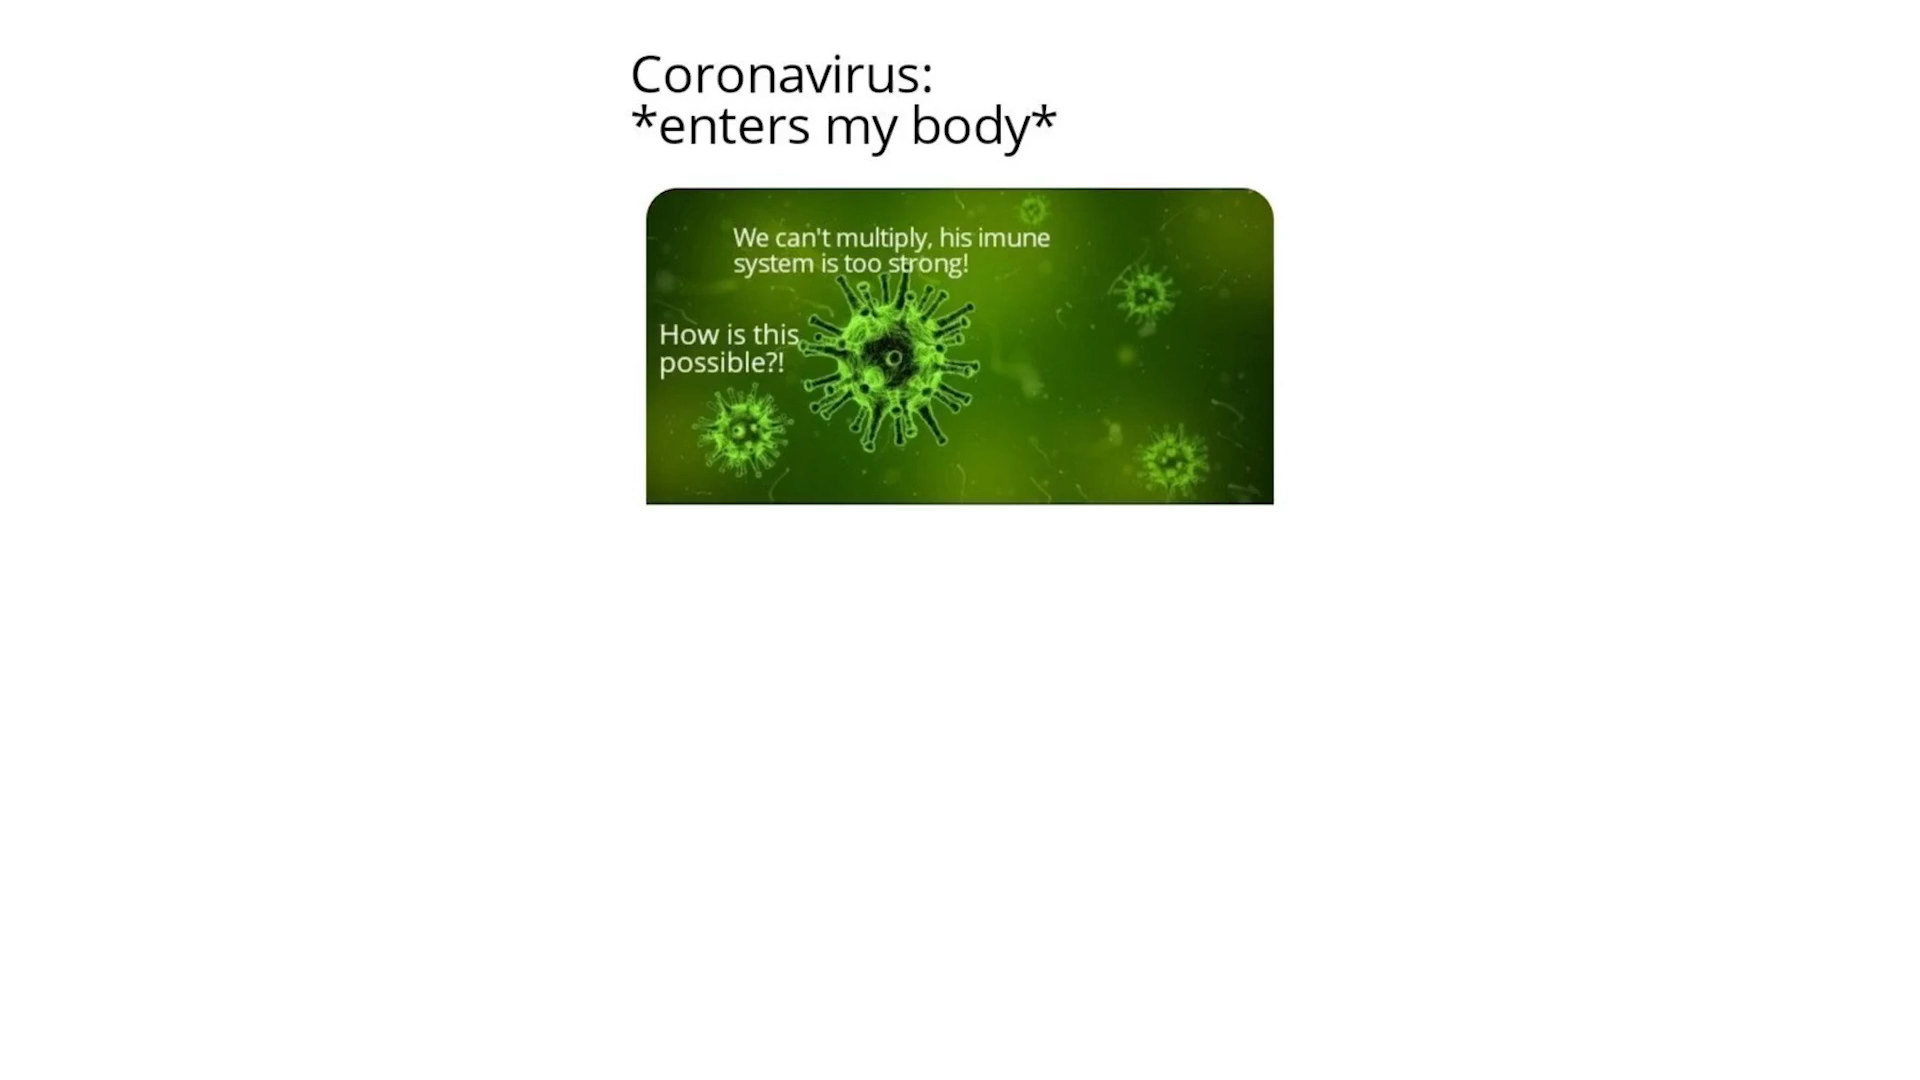 Coronavirus:
*enters my body*
We can't multiply, his imune
system is too strong!
How is this
possible?!